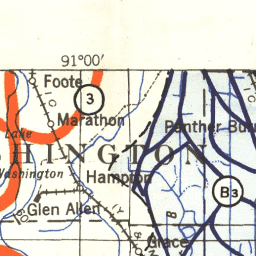 91°00'
Foote
3
Marathon
Panther Burn
Lake
HINGTON
Washington
Hampton
B3
Glen Allen
B
Grace